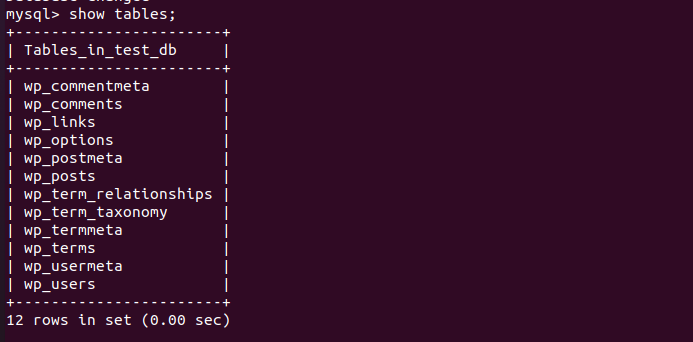 mysql> show tables;
+-----------------------+
| Tables_in_test_db     |
+-----------------------+
| wp_commentmeta        |
| wp_comments           |
| wp_links              |
| wp_options            |
| wp_postmeta           |
| wp_posts              |
| wp_term_relationships |
| wp_term_taxonomy      |
| wp_termmeta           |
| wp_terms              |
| wp_usermeta           |
| wp_users              |
+-----------------------+
12 rows in set (0.00 sec)